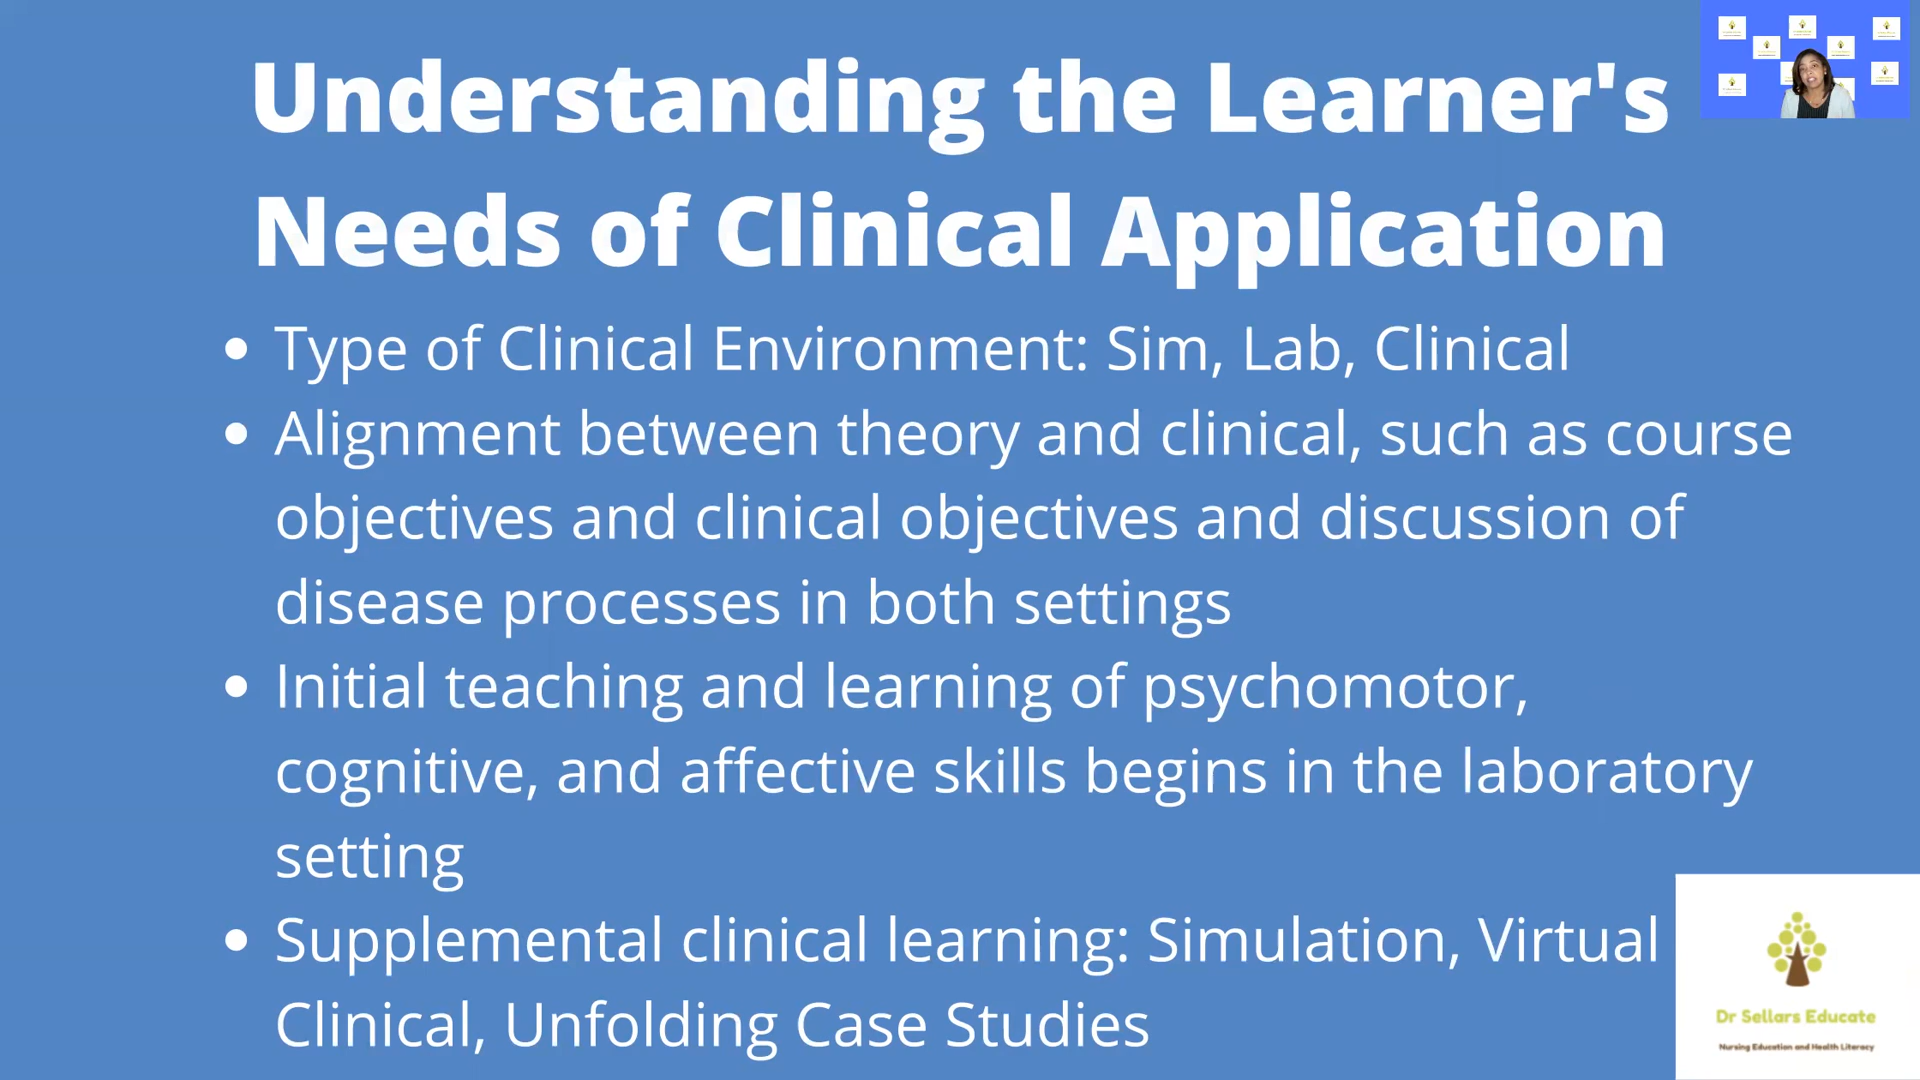 Understanding the Learner's
Needs of Clinical Application
• Type of Clinical Environment: Sim, Lab, Clinical
• Alignment between theory and clinical, such as course
objectives and clinical objectives and discussion of
disease processes in both settings
• Initial teaching and learning of psychomotor,
cognitive, and affective skills begins in the laboratory
setting
• Supplemental clinical learning: Simulation, Virtual
Clinical, Unfolding Case Studies
Dr Sellars Educate
Nursing Education and Health Literacy